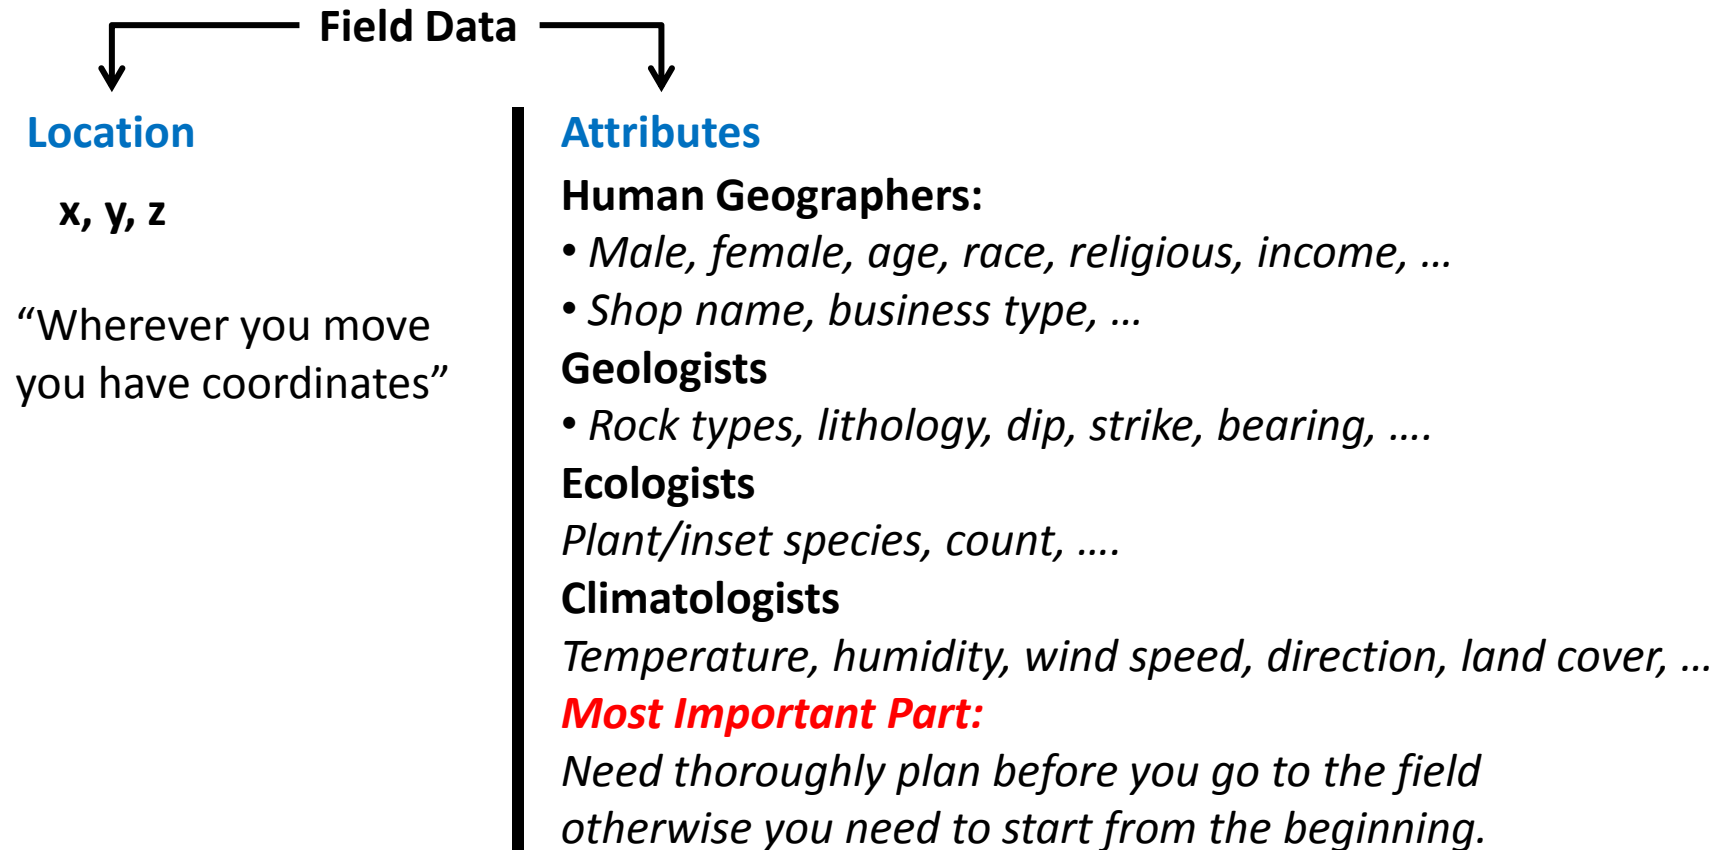 Field Data
Location
x, y, z
“Wherever you move
you have coordinates”
Attributes
Human Geographers:
• Male, female, age, race, religious, income, …
• Shop name, business type, …
Geologists
• Rock types, lithology, dip, strike, bearing, ….
Ecologists
Plant/inset species, count, ….
Climatologists
Temperature, humidity, wind speed, direction, land cover, …
Most Important Part:
Need thoroughly plan before you go to the field
otherwise you need to start from the beginning.